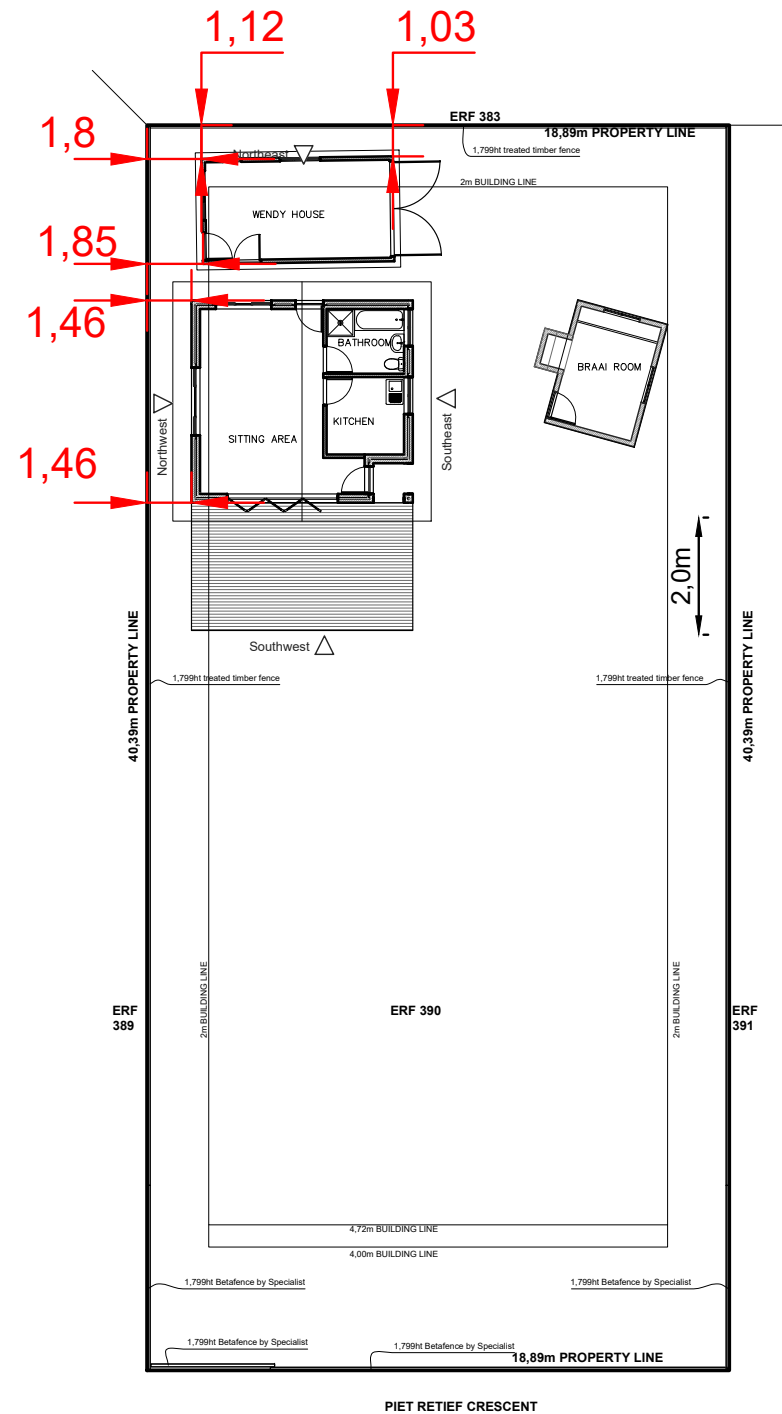 1,12
1,03
ERF 383
1,8
18,89m PROPERTY LINE
1,799ht treated timber fence
Northeast
2m BUILDING LINE
WENDY HOUSE
1,85
1,46
BATHROOM
BRAAI ROOM
Northwest
KITCHEN
Southeast
SITTING AREA
1,46
2,0m
Southwest
40,39m PROPERTY LINE
1,799ht treated timber fence
1,799ht treated timber fence
40,39m PROPERTY LINE
2m BUILDING LINE
2m BUILDING LINE
ERF
389
ERF 390
ERF
391
4,72m BUILDING LINE
4,00m BUILDING LINE
1,799ht Betafence by Specialist
1,799ht Betafence by Specialist
1,799ht Betafence by Specialist
1,799ht Betafence by Specialist
18,89m PROPERTY LINE
PIET RETIEF CRESCENT